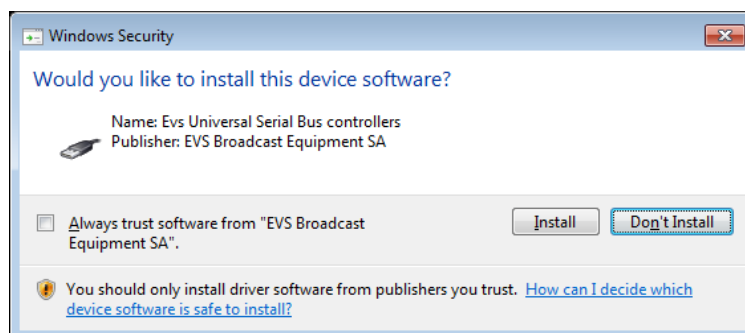 Windows Security
Would you like to install this device software?
Name: Evs Universal Serial Bus controllers
Publisher: EVS Broadcast Equipment SA
Always trust software from "EVS Broadcast
Equipment SA".
Install
Don't Install
You should only install driver software from publishers you trust. How can I decide which
device software is safe to install?